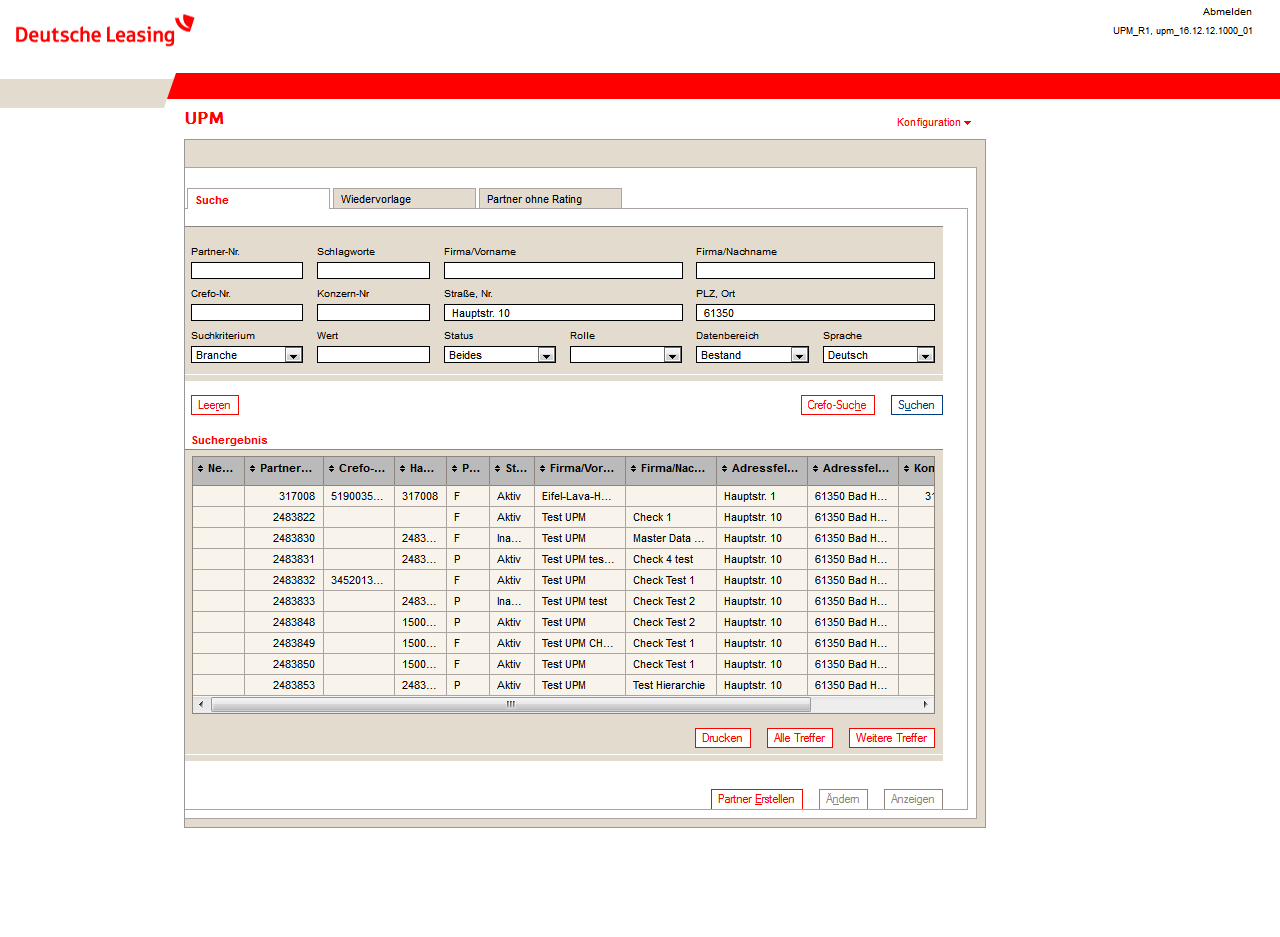 Deutsche Leasing
Abmelden
UPM_R1, upm_16.12.12.1000_01
UPM
Konfiguration
Suche Wiedervorlage Partner ohne Rating
Partner-Nr. Schlagworte Firma/Vorname Firma/Nachname
Crefo-Nr. Konzern-Nr Straße, Nr. PLZ, Ort
Hauptstr. 10 61350
Suchkriterium Wert Status Rolle Datenbereich Sprache
Branche Beides Bestand Deutsch
Leeren Crefo-Suche Suchen
Suchergebnis
Ne... Partner... Crefo-... Ha... P... St... Firma/Vor... Firma/Nac... Adressfel... Adressfel... Kon
317008 5190035... 317008 F Aktiv Eifel-Lava-H... Hauptstr. 1 61350 Bad H... 31
2483822 F Aktiv Test UPM Check 1 Hauptstr. 10 61350 Bad H...
2483830 2483... F Ina... Test UPM Master Data ... Hauptstr. 10 61350 Bad H...
2483831 2483... P Aktiv Test UPM tes... Check 4 test Hauptstr. 10 61350 Bad H...
2483832 3452013... F Aktiv Test UPM Check Test 1 Hauptstr. 10 61350 Bad H...
2483833 2483... P Ina... Test UPM test Check Test 2 Hauptstr. 10 61350 Bad H...
2483848 1500... P Aktiv Test UPM Check Test 2 Hauptstr. 10 61350 Bad H...
2483849 1500... F Aktiv Test UPM CH... Check Test 1 Hauptstr. 10 61350 Bad H...
2483850 1500... F Aktiv Test UPM Check Test 1 Hauptstr. 10 61350 Bad H...
2483853 2483... P Aktiv Test UPM Test Hierarchie Hauptstr. 10 61350 Bad H...
Drucken Alle Treffer Weitere Treffer
Partner Erstellen Ändern Anzeigen